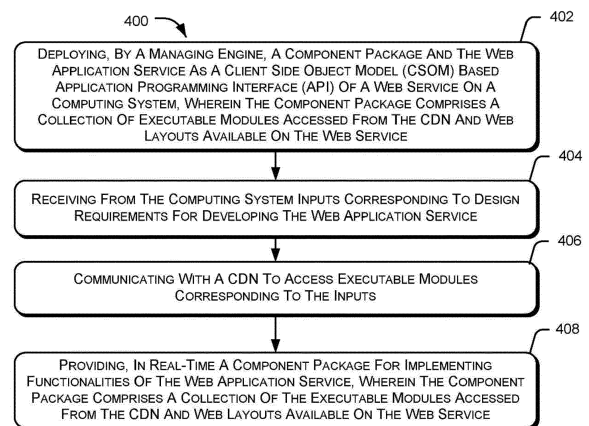 400
402
DEPLOYING, BY A MANAGING ENGINE, A COMPONENT PACKAGE AND THE WEB
APPLICATION SERVICE AS A CLIENT SIDE OBJECT MODEL (CSOM) BASED
APPLICATION PROGRAMMING INTERFACE (API) OF A WEB SERVICE ON A
COMPUTING SYSTEM, WHEREIN THE COMPONENT PACKAGE COMPRISES A
COLLECTION OF EXECUTABLE MODULES ACCESSED FROM THE CDN AND WEB
LAYOUTS AVAILABLE ON THE WEB SERVICE
404
RECEIVING FROM THE COMPUTING SYSTEM INPUTS CORRESPONDING TO DESIGN
REQUIREMENTS FOR DEVELOPING THE WEB APPLICATION SERVICE
406
COMMUNICATING WITH A CDN TO ACCESS EXECUTABLE MODULES
CORRESPONDING TO THE INPUTS
408
PROVIDING, IN REAL-TIME A COMPONENT PACKAGE FOR IMPLEMENTING
FUNCTIONALITIES OF THE WEB APPLICATION SERVICE, WHEREIN THE COMPONENT
PACKAGE COMPRISES A COLLECTION OF THE EXECUTABLE MODULES ACCESSED
FROM THE CDN AND WEB LAYOUTS AVAILABLE ON THE WEB SERVICE